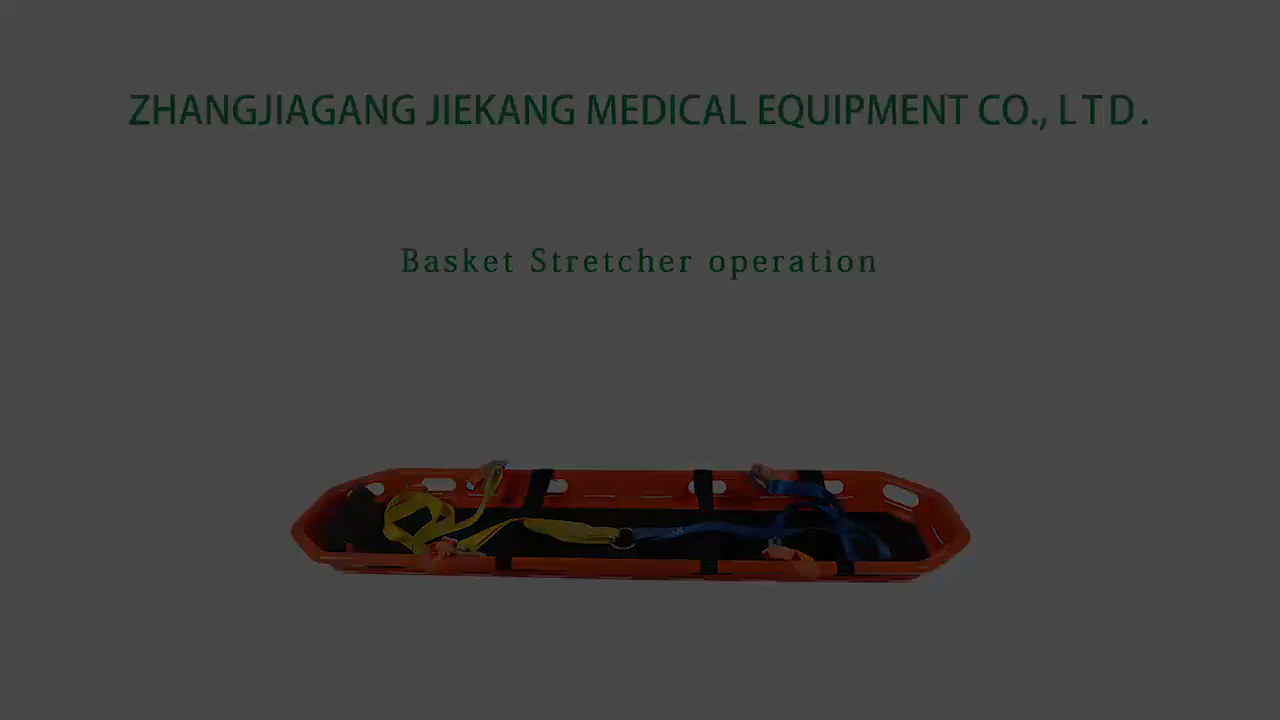 ZHANGJIAGANG JIEKANG MEDICAL EQUIPMENT CO., LTD.
Basket Stretcher operation